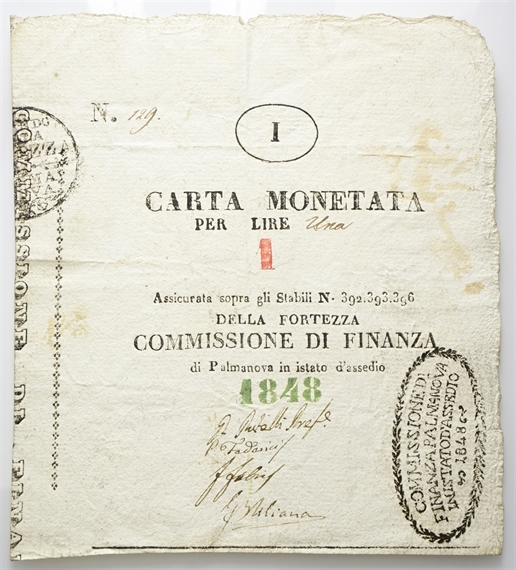 N. 129.
I
CARTA MONETATA
PER LIRE Una
1
Assicurata sopra gli Stabili N. 392.393.396
DELLA FORTEZZA
COMMISSIONE DI FINANZA
di Palmanova in istato d'assedio
1848
COMMISSIONE DI
FINANZA PALMANOVA
IN ISTATO D'ASSEDIO
1848